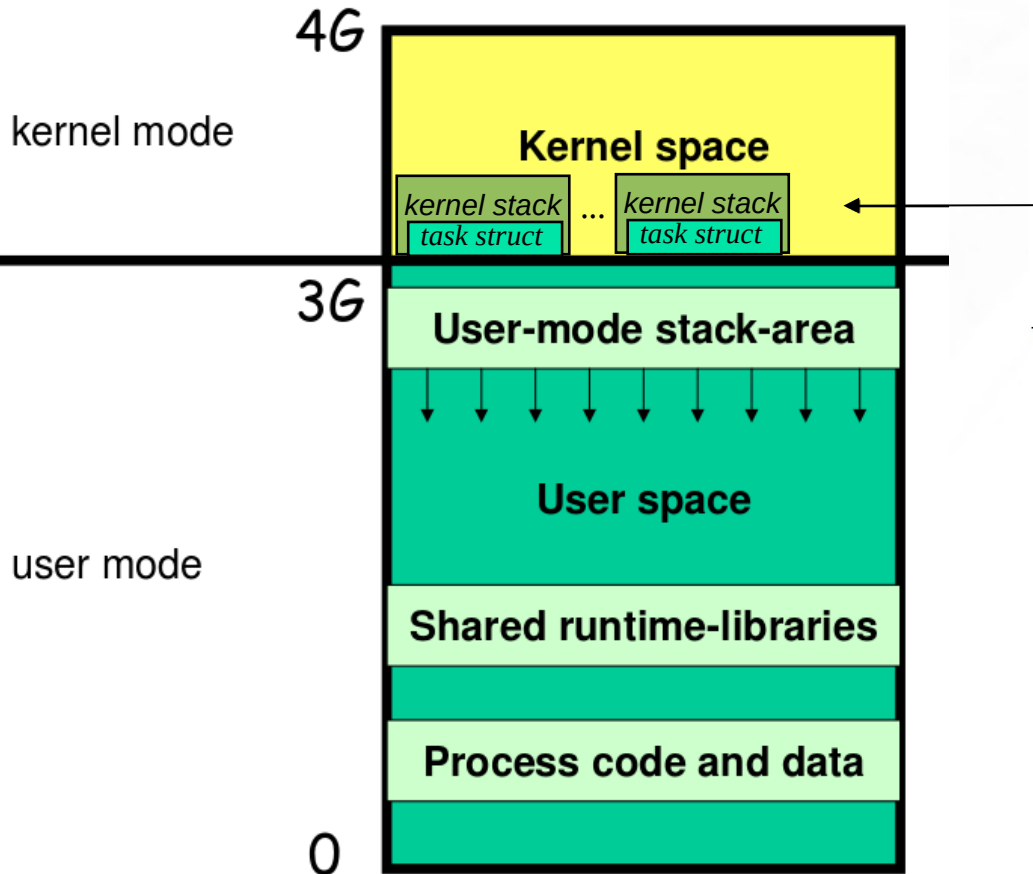 4G
kernel mode
Kernel space
kernel stack ... kernel stack
task struct task struct
3G
User-mode stack-area
User space
user mode
Shared runtime-libraries
Process code and data
0